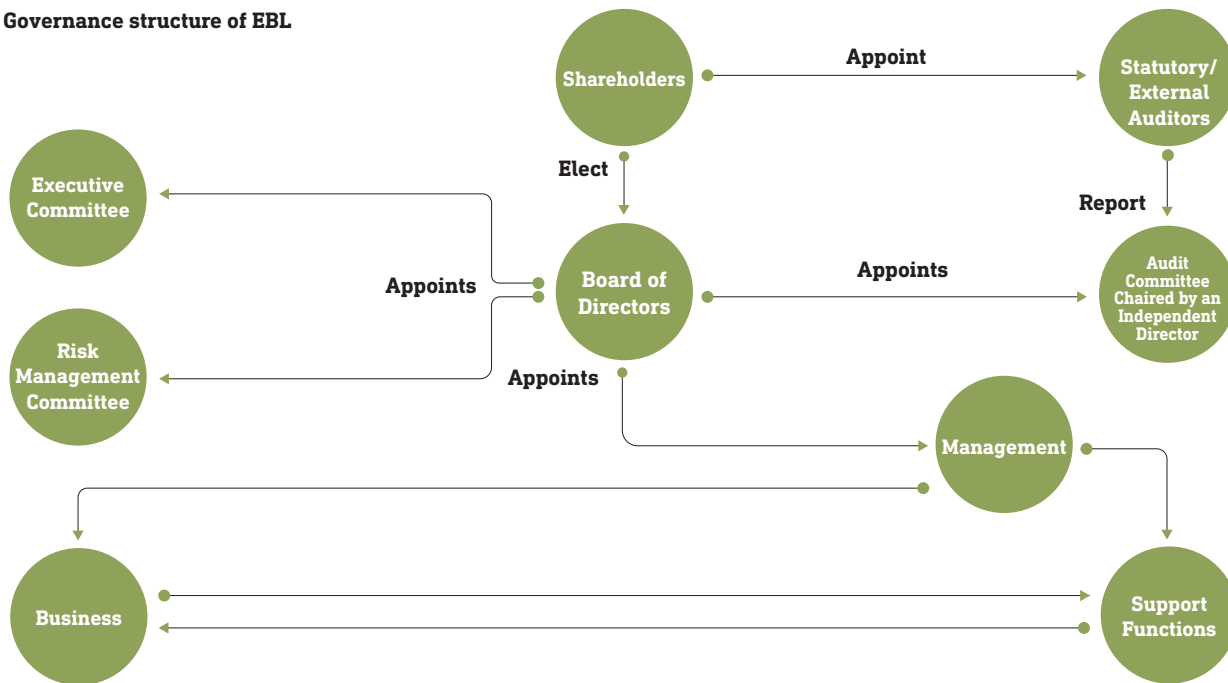 Governance structure of EBL
Shareholders
Appoint
Statutory/
External
Auditors
Elect
Report
Executive
Committee
Appoints
Board of
Directors
Appoints
Audit
Committee
Chaired by an
Independent
Director
Risk
Management
Committee
Appoints
Management
Business
Support
Functions